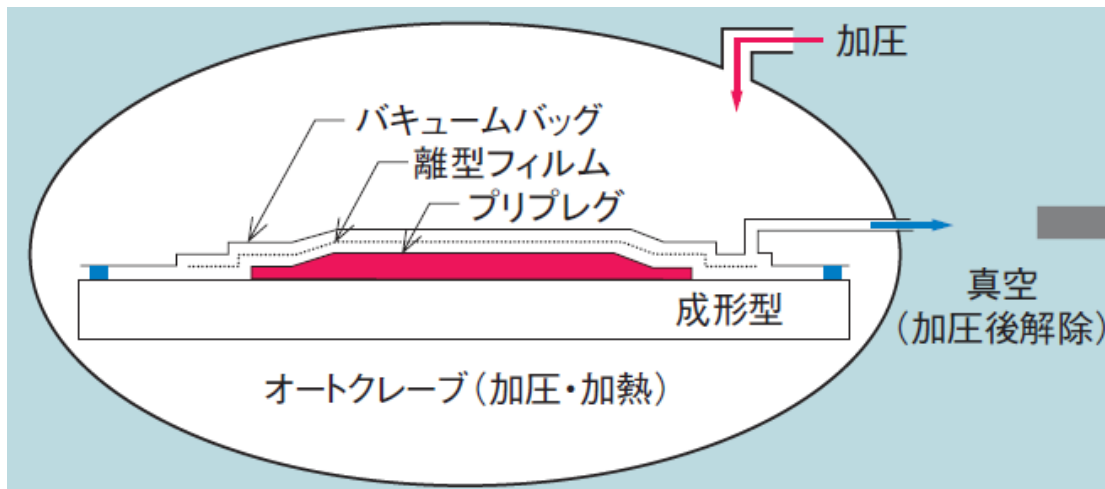 加圧
バキュームバッグ
離型フィルム
プリプレグ
成形型
真空
（加圧後解除）
オートクレーブ（加圧・加熱）